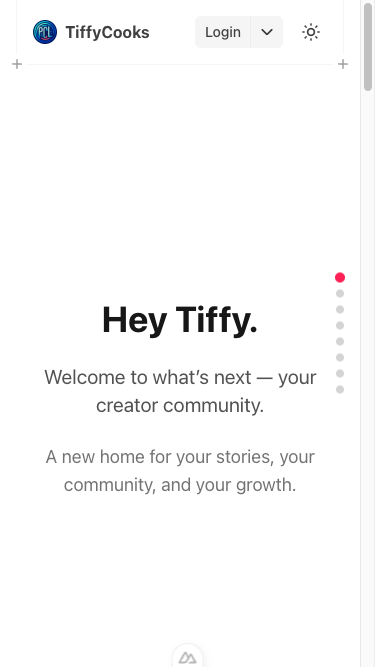 PCL
TiffyCooks
Login
Hey Tiffy.
Welcome to what’s next — your
creator community.
A new home for your stories, your
community, and your growth.